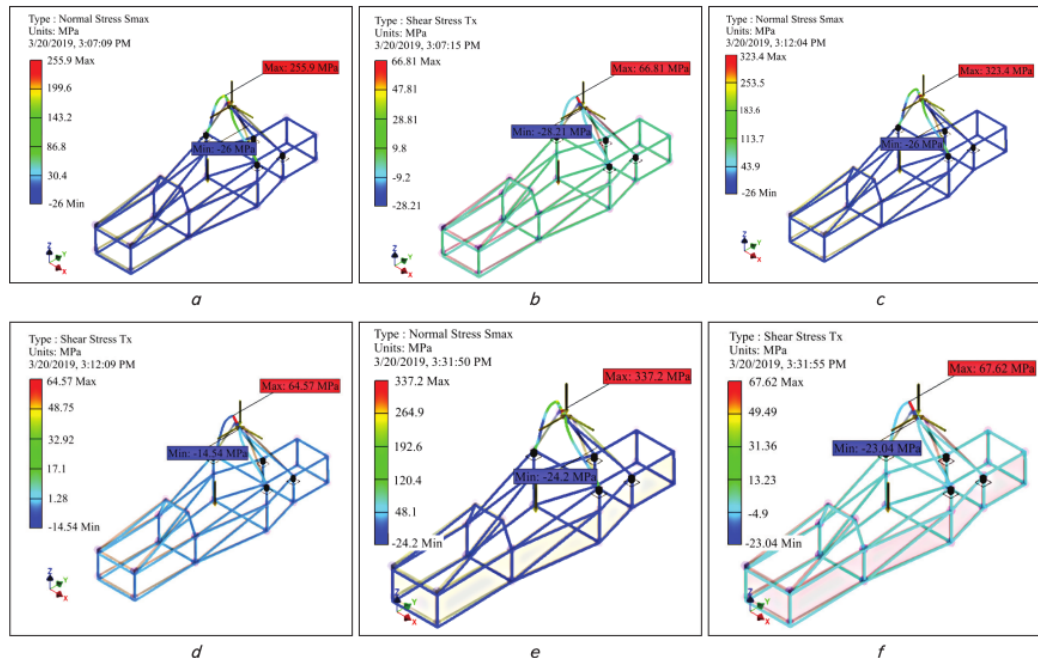 Type : Normal Stress Smax
Units: MPa
3/20/2019, 3:07:09 PM
255.9 Max
199.6
143.2
86.8
30.4
-26 Min
Max: 255.9 MPa
Min: -26 MPa
Z
Y
X
a
Type : Shear Stress Tx
Units: MPa
3/20/2019, 3:07:15 PM
66.81 Max
47.81
28.81
9.8
-9.2
-28.21
Max: 66.81 MPa
Min: -28.21 MPa
Z
Y
X
b
Type : Normal Stress Smax
Units: MPa
3/20/2019, 3:12:04 PM
323.4 Max
253.5
183.6
113.7
43.9
-26 Min
Max: 323.4 MPa
Min: -26 MPa
Z
Y
X
c
Type : Shear Stress Tx
Units: MPa
3/20/2019, 3:12:09 PM
64.57 Max
48.75
32.92
17.1
1.28
-14.54 Min
Max: 64.57 MPa
Min: -14.54 MPa
Z
Y
X
d
Type : Normal Stress Smax
Units: MPa
3/20/2019, 3:31:50 PM
337.2 Max
264.9
192.6
120.4
48.1
-24.2 Min
Max: 337.2 MPa
Min: -24.2 MPa
Z
Y
X
e
Type : Shear Stress Tx
Units: MPa
3/20/2019, 3:31:55 PM
67.62 Max
49.49
31.36
13.23
-4.9
-23.04 Min
Max: 67.62 MPa
Min: -23.04 MPa
Z
Y
X
f